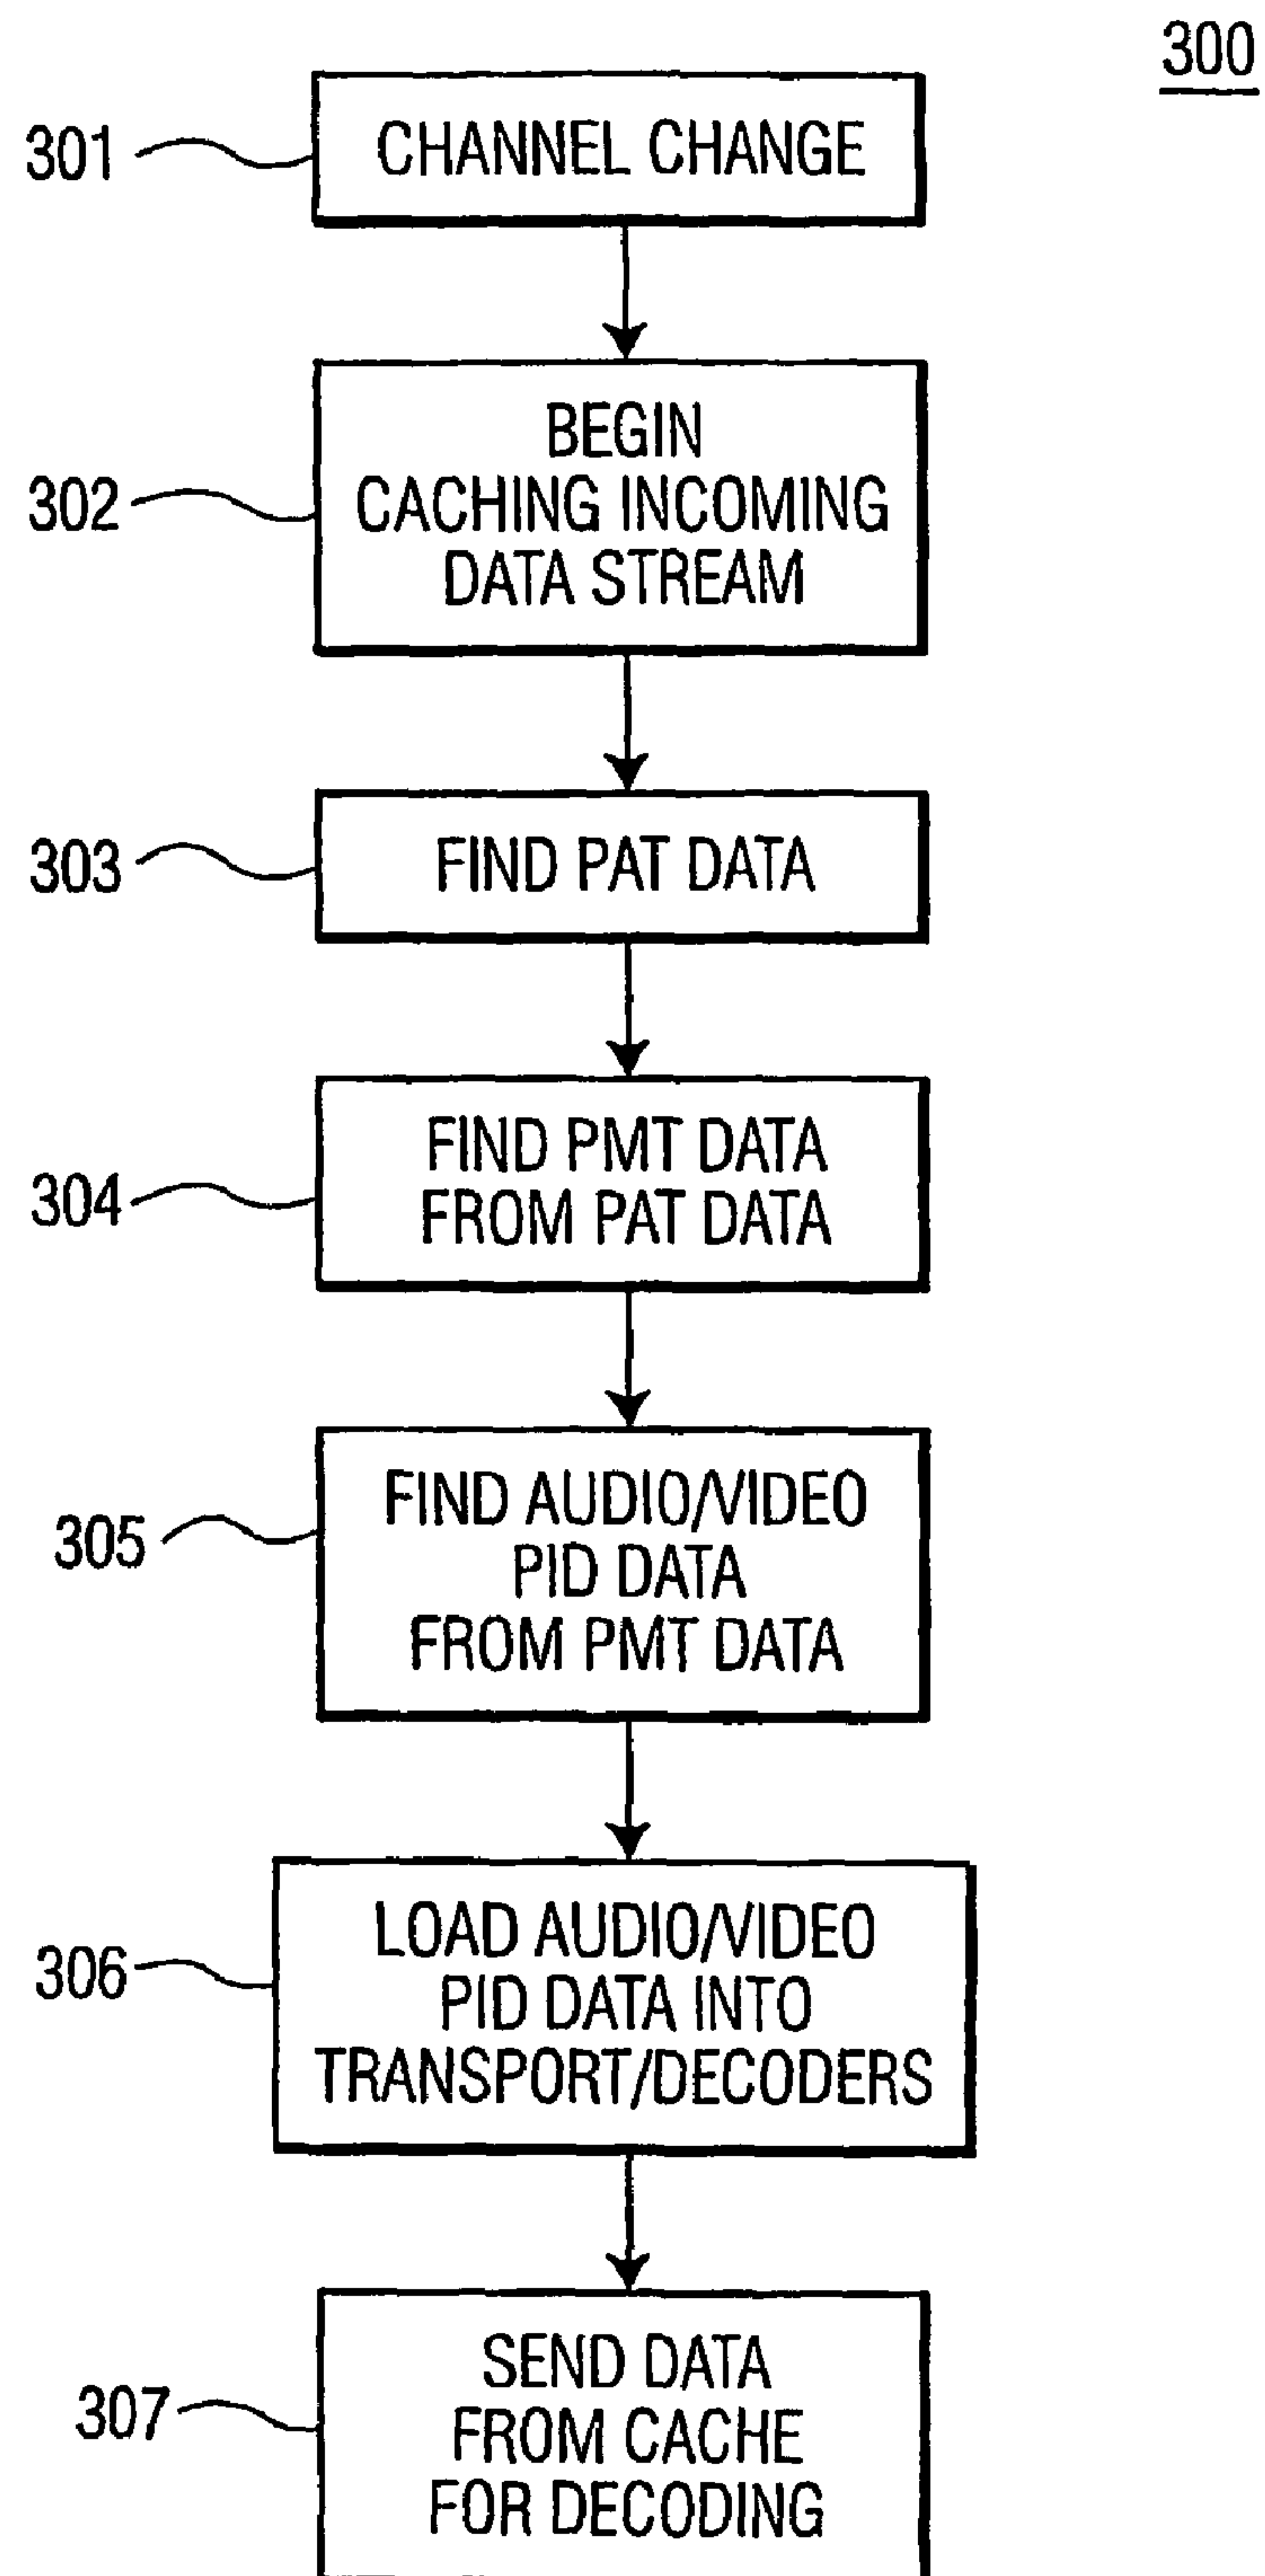 300
301
CHANNEL CHANGE
302
BEGIN
CACHING INCOMING
DATA STREAM
303
FIND PAT DATA
304
FIND PMT DATA
FROM PAT DATA
305
FIND AUDIO/VIDEO
PID DATA
FROM PMT DATA
306
LOAD AUDIO/VIDEO
PID DATA INTO
TRANSPORT/DECODERS
307
SEND DATA
FROM CACHE
FOR DECODING